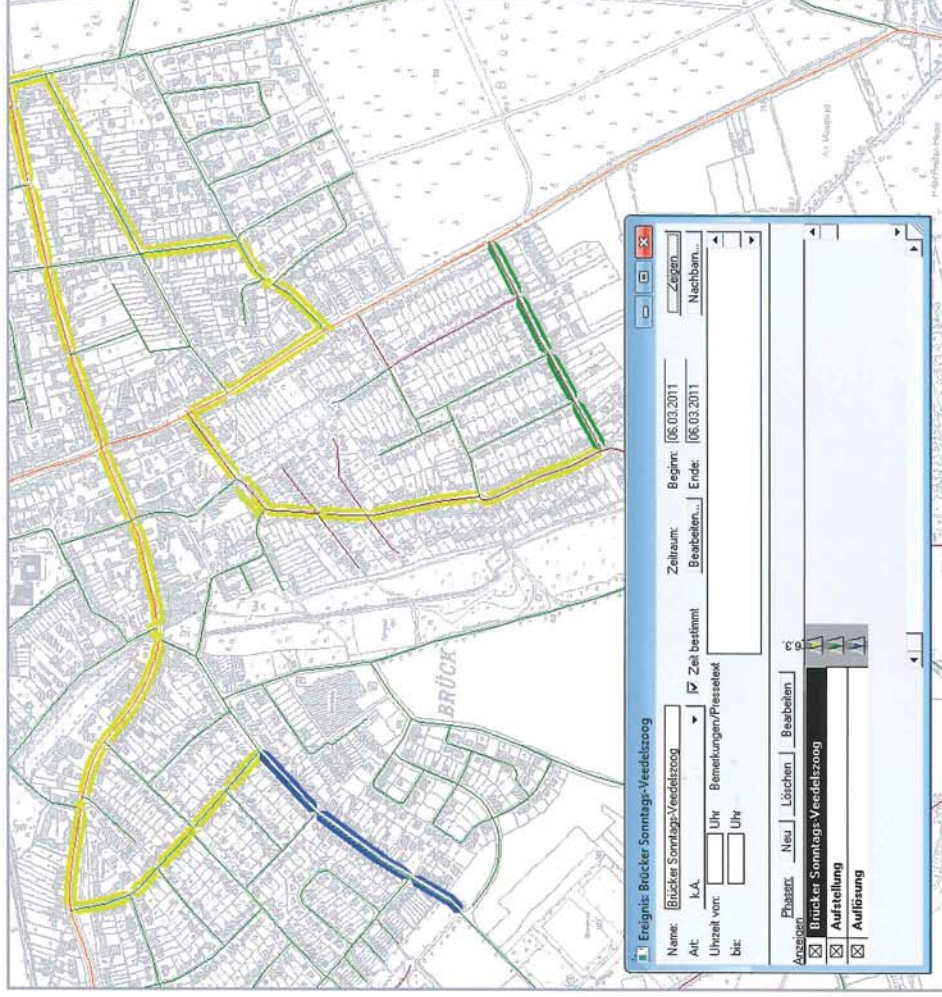 BRÜCK
Ereignis: Brücker Sonntags-Veedelszoog
Name: Brücker Sonntags-Veedelszoog
Zeitraum: Beginn: 06.03.2011 Zeigen
Art: k.A. Zeit bestimmt Bearbeiten... Ende: 06.03.2011 Nachbarn...
Uhrzeit von: Uhr Bemerkungen/Pressetext
bis: Uhr
Phasen: Neu Löschen Bearbeiten
Anzeigen 6.3.
Brücker Sonntags-Veedelszoog
Aufstellung
Auflösung